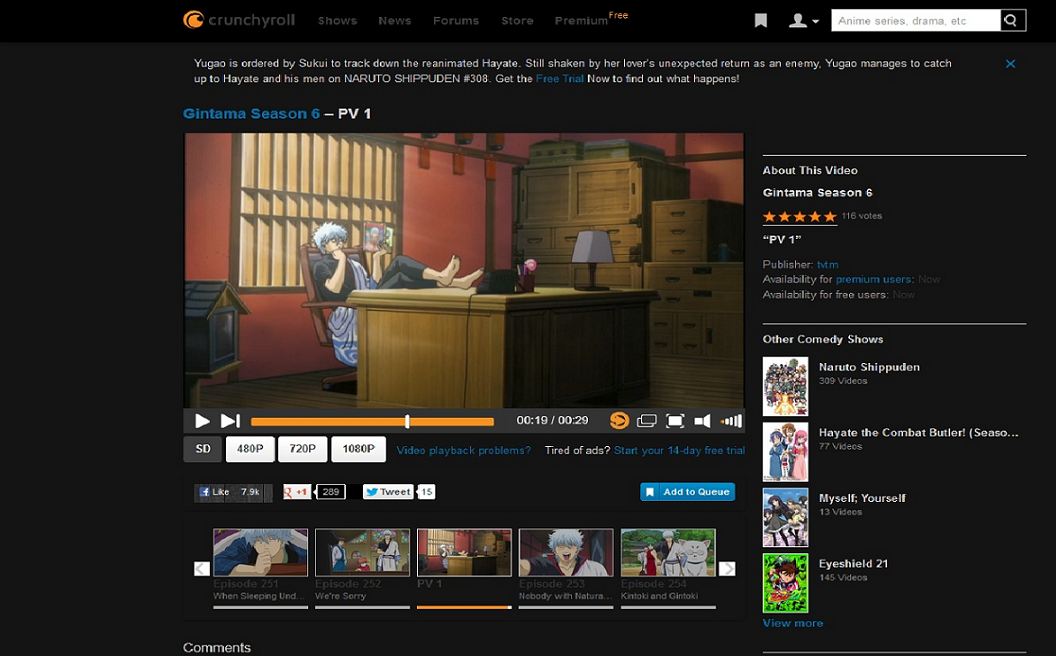 crunchyroll Shows News Forums Store Premium Free
Anime series, drama, etc
Yugao is ordered by Sukui to track down the reanimated Hayate. Still shaken by her lover's unexpected return as an enemy, Yugao manages to catch
up to Hayate and his men on NARUTO SHIPPUDEN #308. Get the Free Trial Now to find out what happens!
Gintama Season 6 – PV 1
00:19 / 00:29
SD 480P 720P 1080P Video playback problems? Tired of ads? Start your 14-day free trial
Like 7.9k +1 289 Tweet 15 Add to Queue
Episode 251
When Sleeping Und...
Episode 252
We're Sorry
PV 1
Episode 253
Nobody with Natura...
Episode 254
Kintoki and Gintoki
Comments
About This Video
Gintama Season 6
116 votes
“PV 1”
Publisher: tvtm
Availability for premium users: Now
Availability for free users: Now
Other Comedy Shows
Naruto Shippuden
309 Videos
Hayate the Combat Butler! (Seaso...
77 Videos
Myself; Yourself
13 Videos
Eyeshield 21
145 Videos
View more